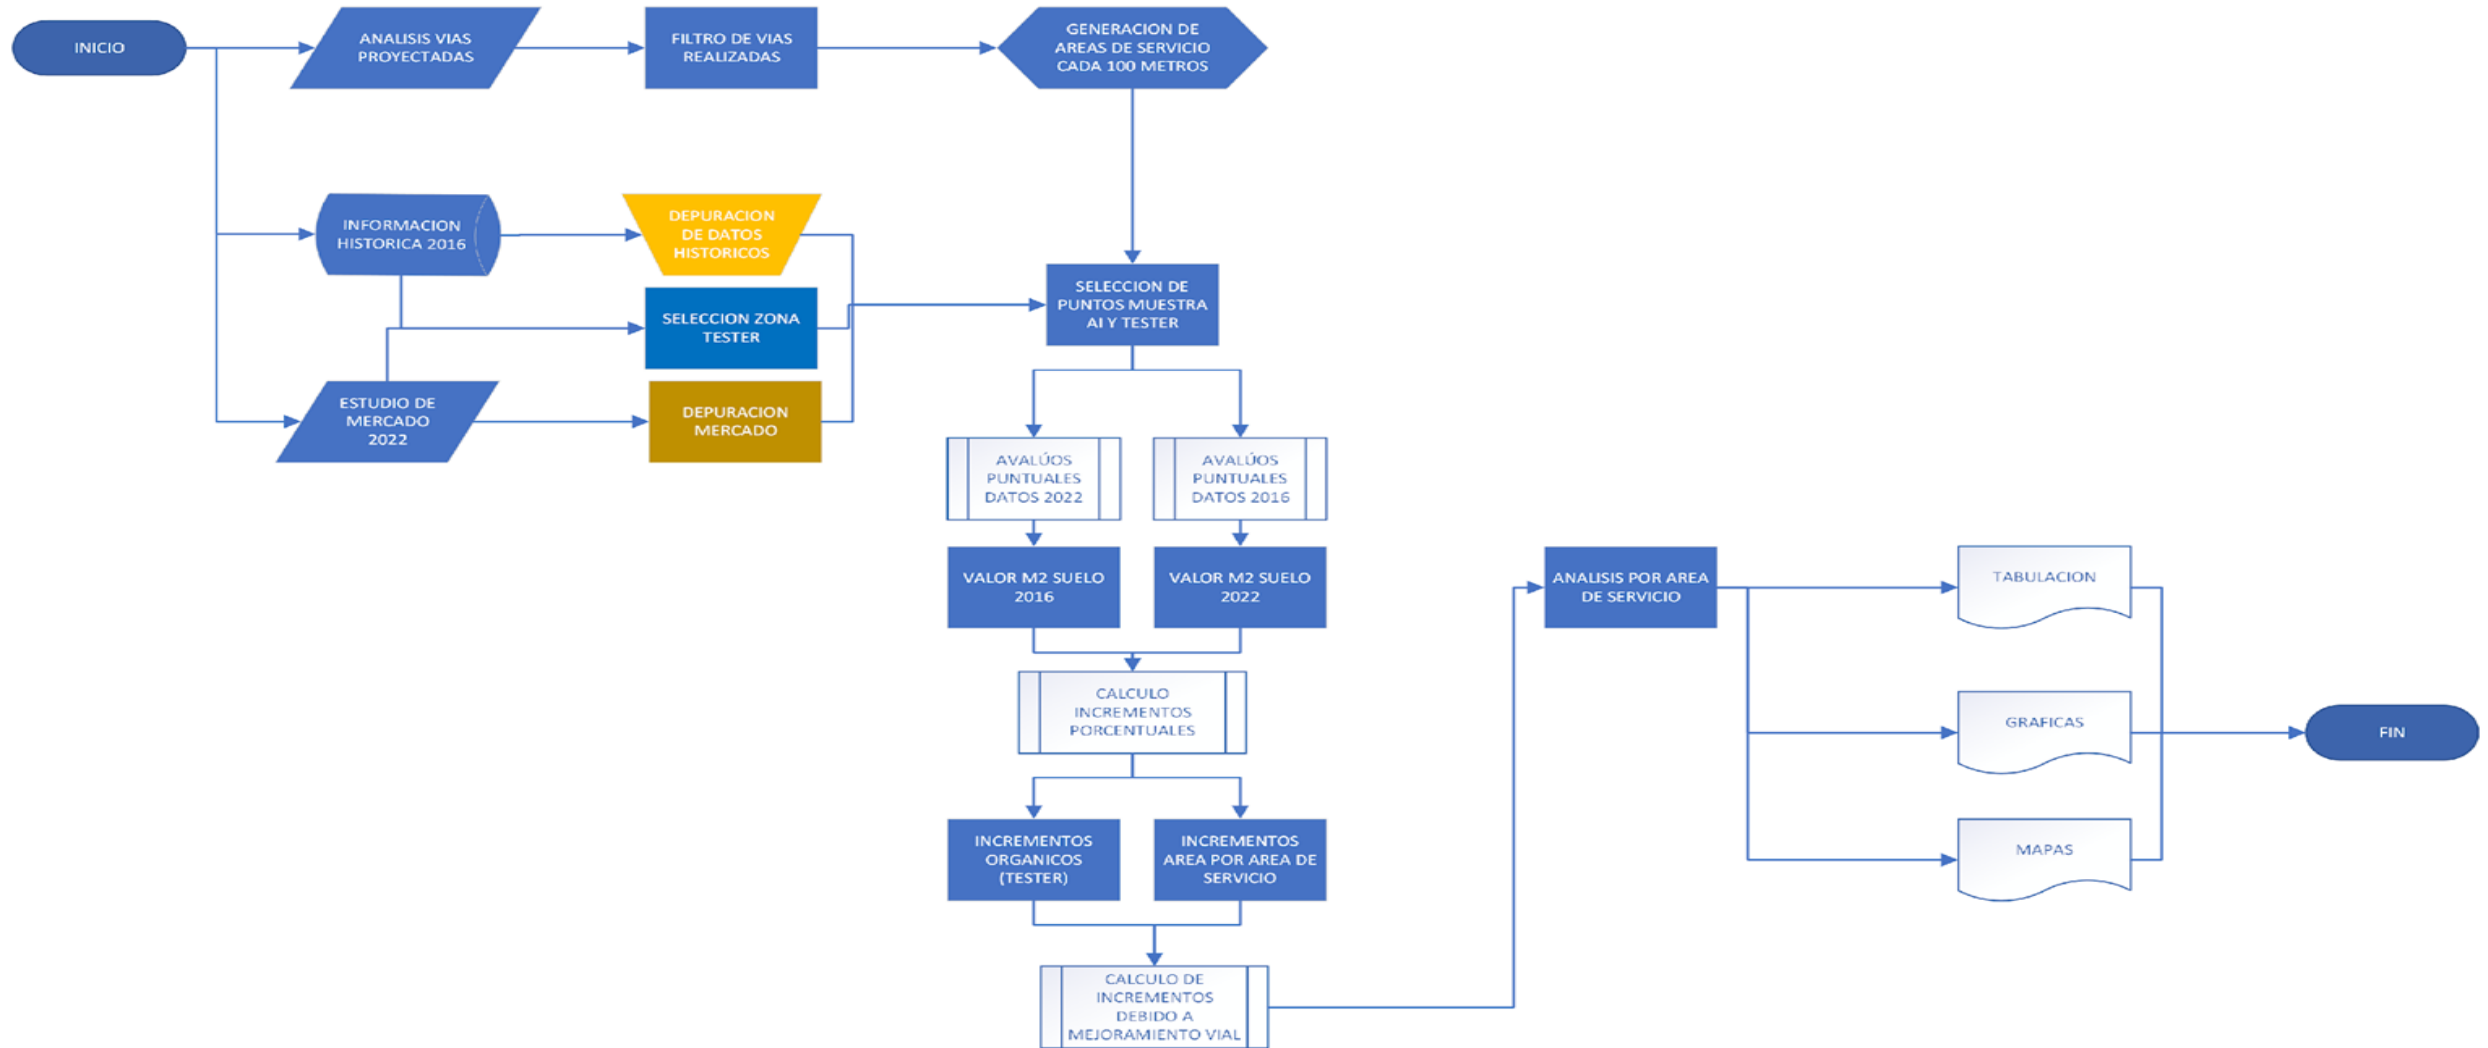 INICIO
ANALISIS VIAS
PROYECTADAS
FILTRO DE VIAS
REALIZADAS
GENERACION DE
AREAS DE SERVICIO
CADA 100 METROS
INFORMACION
HISTORICA 2016
DEPURACION
DE DATOS
HISTORICOS
SELECCION ZONA
TESTER
SELECCION DE
PUNTOS MUESTRA
AI Y TESTER
ESTUDIO DE
MERCADO
2022
DEPURACION
MERCADO
AVALÚOS
PUNTUALES
DATOS 2022
AVALÚOS
PUNTUALES
DATOS 2016
VALOR M2 SUELO
2016
VALOR M2 SUELO
2022
CALCULO
INCREMENTOS
PORCENTUALES
INCREMENTOS
ORGANICOS
(TESTER)
INCREMENTOS
AREA POR AREA DE
SERVICIO
CALCULO DE
INCREMENTOS
DEBIDO A
MEJORAMIENTO VIAL
ANALISIS POR AREA
DE SERVICIO
TABULACION
GRAFICAS
MAPAS
FIN